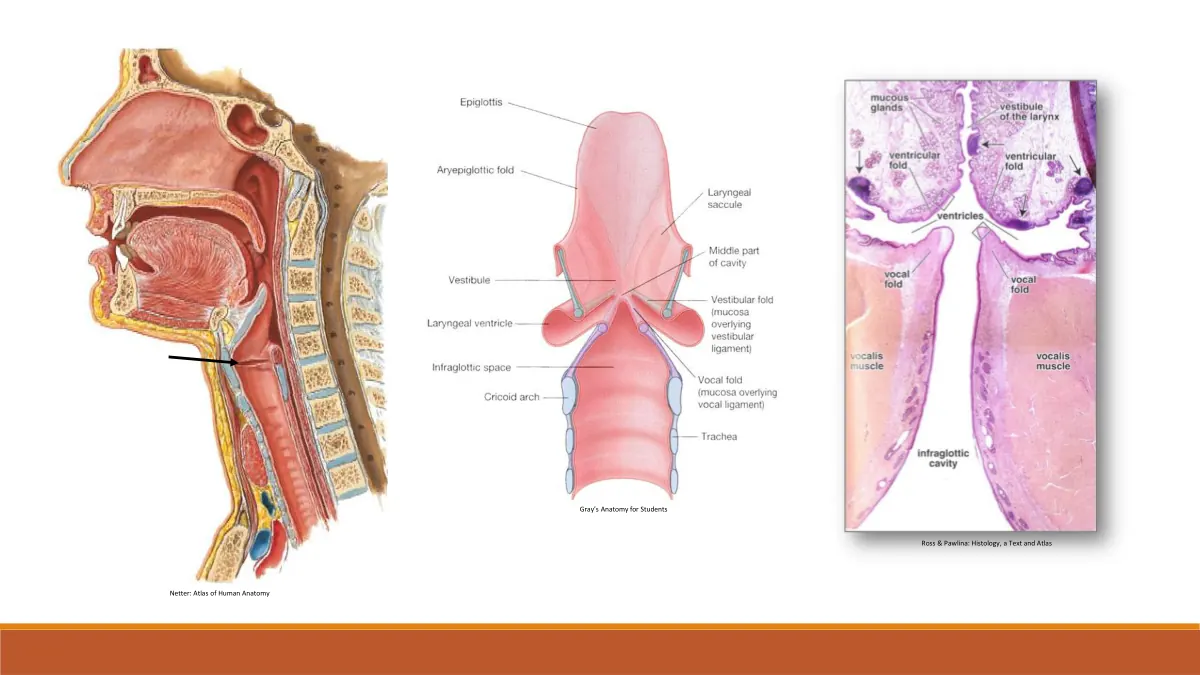 Netter: Atlas of Human Anatomy
Epiglottis
Aryepiglottic fold
Vestibule
Laryngeal ventricle
Infraglottic space
Cricoid arch
Laryngeal
saccule
Middle part
of cavity
Vestibular fold
(mucosa
overlying
vestibular
ligament)
Vocal fold
(mucosa overlying
vocal ligament)
Trachea
Gray's Anatomy for Students
mucous
glands
vestibule
of the larynx
ventricular
fold
ventricular
fold
ventricles
vocal
fold
vocal
fold
vocalis
muscle
vocalis
muscle
infraglottic
cavity
Ross & Pawlina: Histology, a Text and Atlas